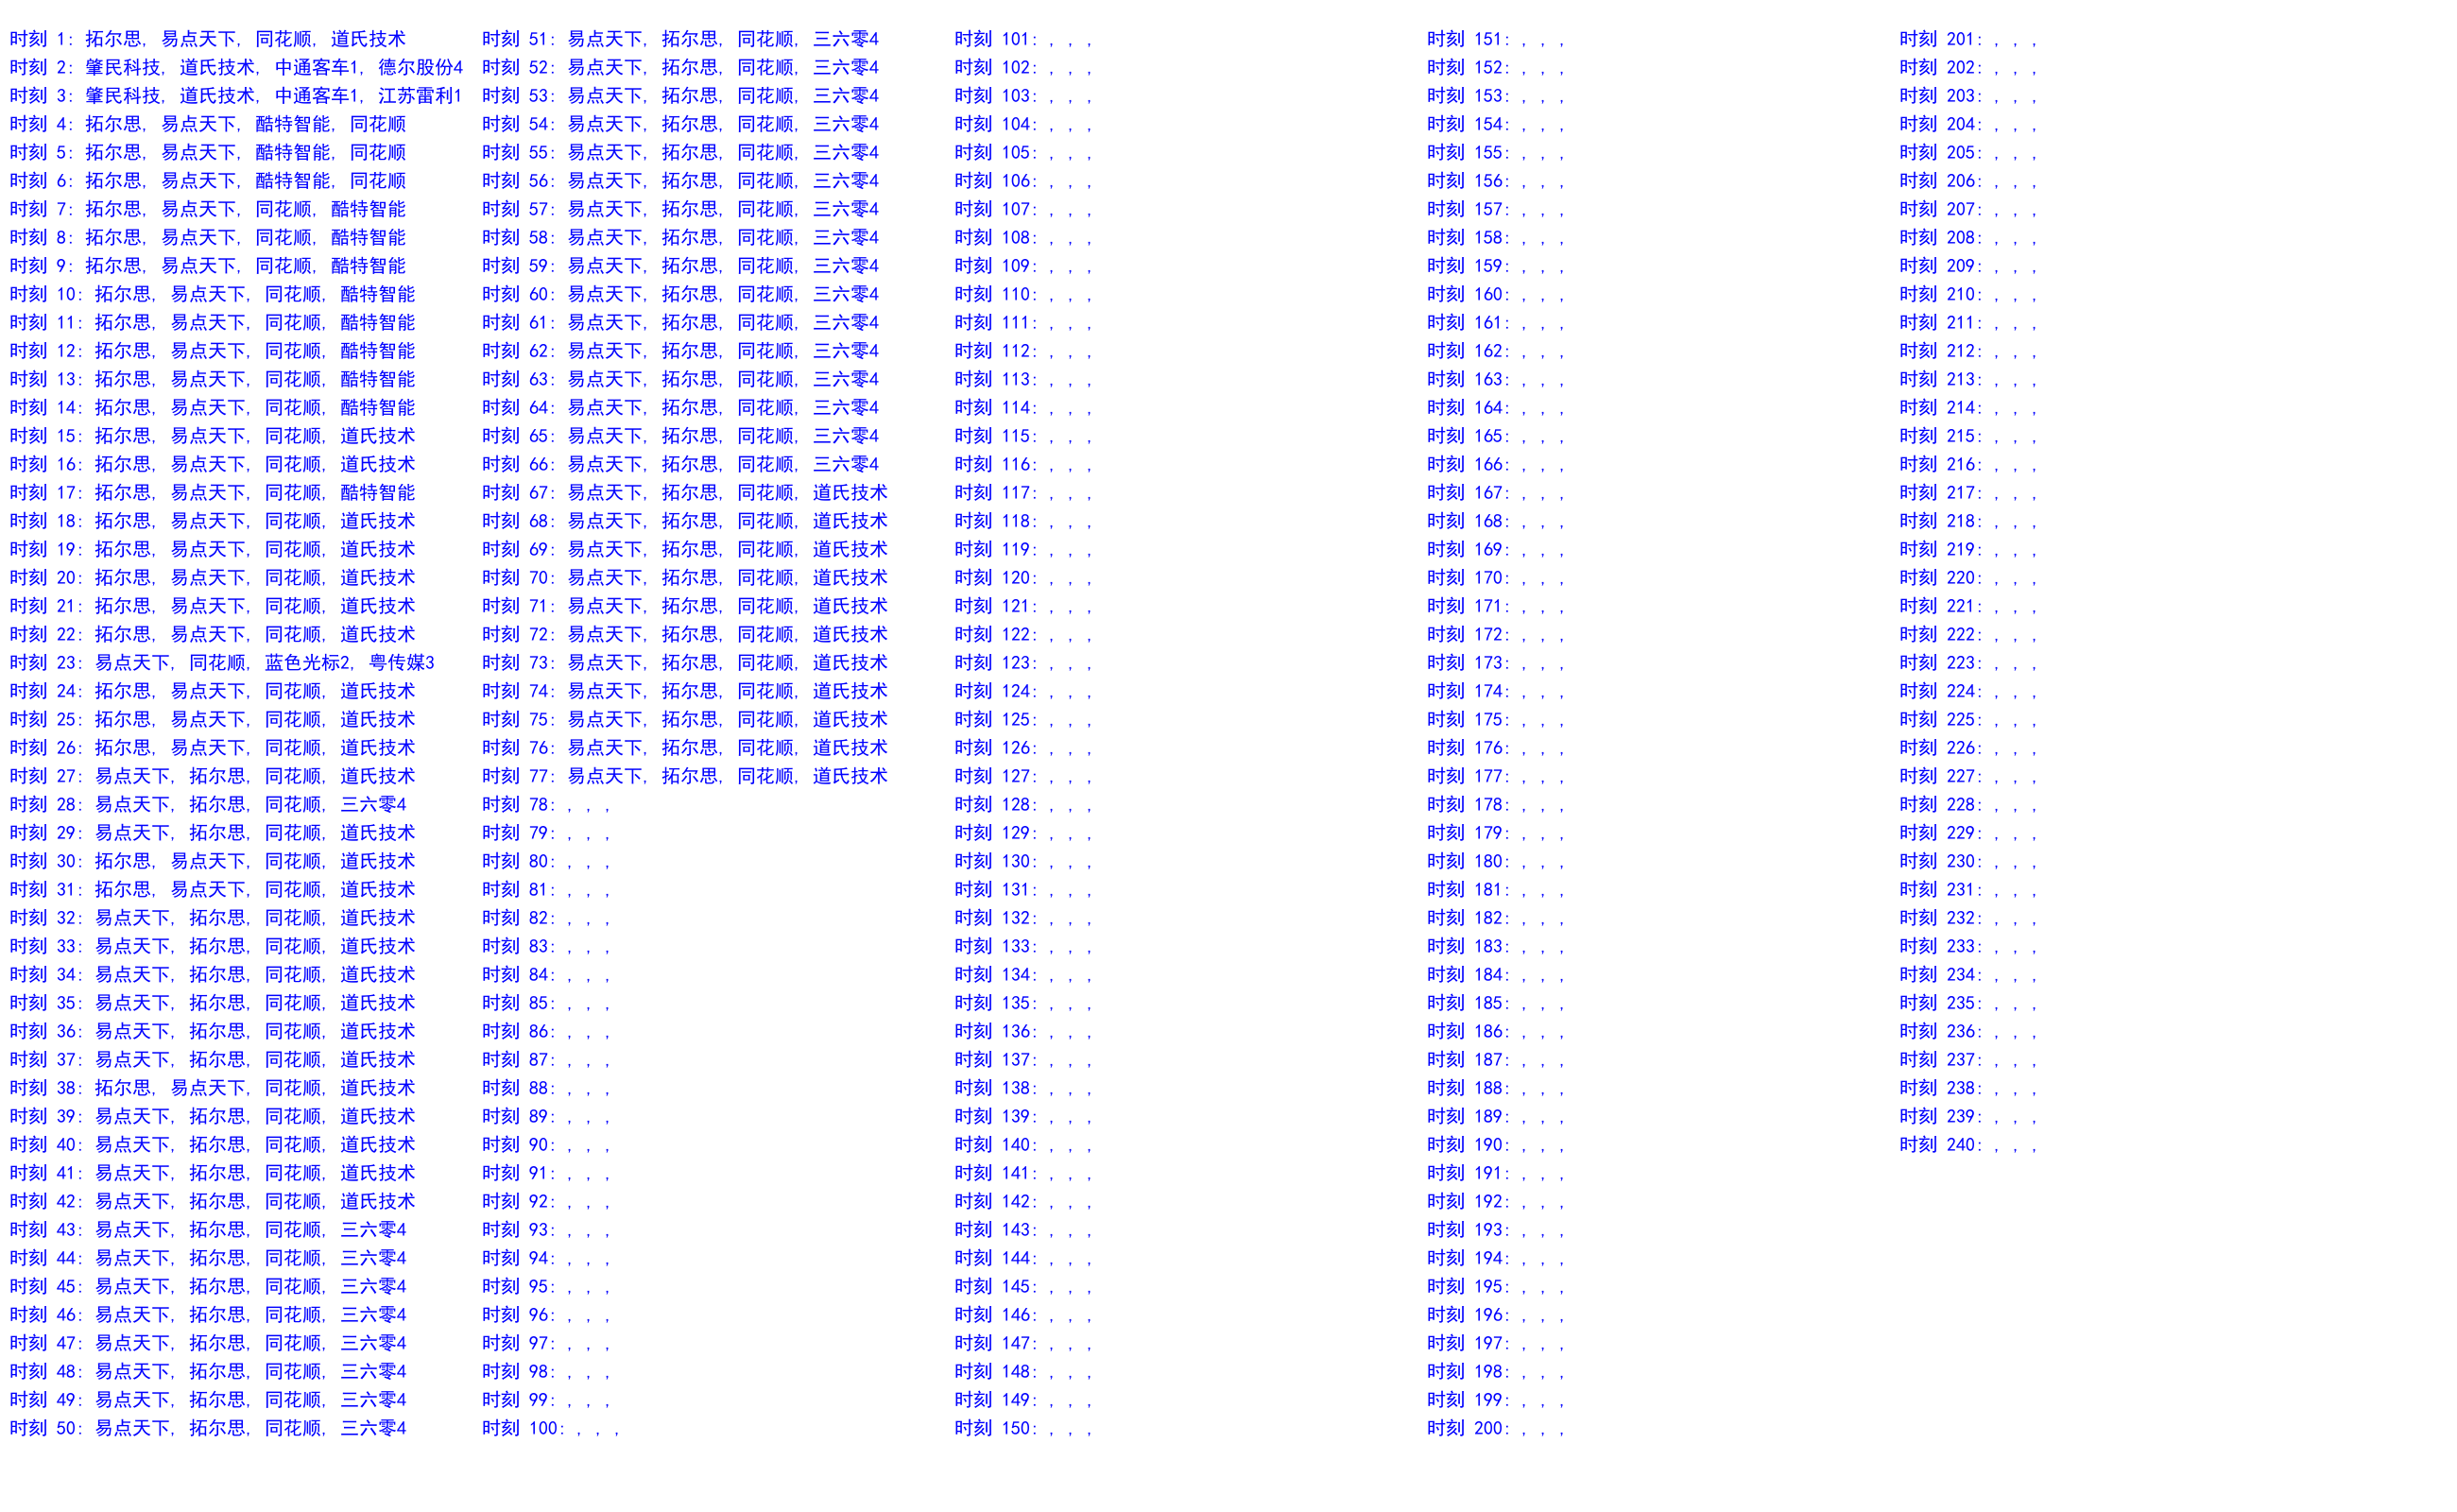 时刻 1: 拓尔思, 易点天下, 同花顺, 道氏技术
时刻 2: 肇民科技, 道氏技术, 中通客车1, 德尔股份4
时刻 3: 肇民科技, 道氏技术, 中通客车1, 江苏雷利1
时刻 4: 拓尔思, 易点天下, 酷特智能, 同花顺
时刻 5: 拓尔思, 易点天下, 酷特智能, 同花顺
时刻 6: 拓尔思, 易点天下, 酷特智能, 同花顺
时刻 7: 拓尔思, 易点天下, 同花顺, 酷特智能
时刻 8: 拓尔思, 易点天下, 同花顺, 酷特智能
时刻 9: 拓尔思, 易点天下, 同花顺, 酷特智能
时刻 10: 拓尔思, 易点天下, 同花顺, 酷特智能
时刻 11: 拓尔思, 易点天下, 同花顺, 酷特智能
时刻 12: 拓尔思, 易点天下, 同花顺, 酷特智能
时刻 13: 拓尔思, 易点天下, 同花顺, 酷特智能
时刻 14: 拓尔思, 易点天下, 同花顺, 酷特智能
时刻 15: 拓尔思, 易点天下, 同花顺, 道氏技术
时刻 16: 拓尔思, 易点天下, 同花顺, 道氏技术
时刻 17: 拓尔思, 易点天下, 同花顺, 酷特智能
时刻 18: 拓尔思, 易点天下, 同花顺, 道氏技术
时刻 19: 拓尔思, 易点天下, 同花顺, 道氏技术
时刻 20: 拓尔思, 易点天下, 同花顺, 道氏技术
时刻 21: 拓尔思, 易点天下, 同花顺, 道氏技术
时刻 22: 拓尔思, 易点天下, 同花顺, 道氏技术
时刻 23: 易点天下, 同花顺, 蓝色光标2, 粤传媒3
时刻 24: 拓尔思, 易点天下, 同花顺, 道氏技术
时刻 25: 拓尔思, 易点天下, 同花顺, 道氏技术
时刻 26: 拓尔思, 易点天下, 同花顺, 道氏技术
时刻 27: 易点天下, 拓尔思, 同花顺, 道氏技术
时刻 28: 易点天下, 拓尔思, 同花顺, 三六零4
时刻 29: 易点天下, 拓尔思, 同花顺, 道氏技术
时刻 30: 拓尔思, 易点天下, 同花顺, 道氏技术
时刻 31: 拓尔思, 易点天下, 同花顺, 道氏技术
时刻 32: 易点天下, 拓尔思, 同花顺, 道氏技术
时刻 33: 易点天下, 拓尔思, 同花顺, 道氏技术
时刻 34: 易点天下, 拓尔思, 同花顺, 道氏技术
时刻 35: 易点天下, 拓尔思, 同花顺, 道氏技术
时刻 36: 易点天下, 拓尔思, 同花顺, 道氏技术
时刻 37: 易点天下, 拓尔思, 同花顺, 道氏技术
时刻 38: 拓尔思, 易点天下, 同花顺, 道氏技术
时刻 39: 易点天下, 拓尔思, 同花顺, 道氏技术
时刻 40: 易点天下, 拓尔思, 同花顺, 道氏技术
时刻 41: 易点天下, 拓尔思, 同花顺, 道氏技术
时刻 42: 易点天下, 拓尔思, 同花顺, 道氏技术
时刻 43: 易点天下, 拓尔思, 同花顺, 三六零4
时刻 44: 易点天下, 拓尔思, 同花顺, 三六零4
时刻 45: 易点天下, 拓尔思, 同花顺, 三六零4
时刻 46: 易点天下, 拓尔思, 同花顺, 三六零4
时刻 47: 易点天下, 拓尔思, 同花顺, 三六零4
时刻 48: 易点天下, 拓尔思, 同花顺, 三六零4
时刻 49: 易点天下, 拓尔思, 同花顺, 三六零4
时刻 50: 易点天下, 拓尔思, 同花顺, 三六零4
时刻 51: 易点天下, 拓尔思, 同花顺, 三六零4
时刻 52: 易点天下, 拓尔思, 同花顺, 三六零4
时刻 53: 易点天下, 拓尔思, 同花顺, 三六零4
时刻 54: 易点天下, 拓尔思, 同花顺, 三六零4
时刻 55: 易点天下, 拓尔思, 同花顺, 三六零4
时刻 56: 易点天下, 拓尔思, 同花顺, 三六零4
时刻 57: 易点天下, 拓尔思, 同花顺, 三六零4
时刻 58: 易点天下, 拓尔思, 同花顺, 三六零4
时刻 59: 易点天下, 拓尔思, 同花顺, 三六零4
时刻 60: 易点天下, 拓尔思, 同花顺, 三六零4
时刻 61: 易点天下, 拓尔思, 同花顺, 三六零4
时刻 62: 易点天下, 拓尔思, 同花顺, 三六零4
时刻 63: 易点天下, 拓尔思, 同花顺, 三六零4
时刻 64: 易点天下, 拓尔思, 同花顺, 三六零4
时刻 65: 易点天下, 拓尔思, 同花顺, 三六零4
时刻 66: 易点天下, 拓尔思, 同花顺, 三六零4
时刻 67: 易点天下, 拓尔思, 同花顺, 道氏技术
时刻 68: 易点天下, 拓尔思, 同花顺, 道氏技术
时刻 69: 易点天下, 拓尔思, 同花顺, 道氏技术
时刻 70: 易点天下, 拓尔思, 同花顺, 道氏技术
时刻 71: 易点天下, 拓尔思, 同花顺, 道氏技术
时刻 72: 易点天下, 拓尔思, 同花顺, 道氏技术
时刻 73: 易点天下, 拓尔思, 同花顺, 道氏技术
时刻 74: 易点天下, 拓尔思, 同花顺, 道氏技术
时刻 75: 易点天下, 拓尔思, 同花顺, 道氏技术
时刻 76: 易点天下, 拓尔思, 同花顺, 道氏技术
时刻 77: 易点天下, 拓尔思, 同花顺, 道氏技术
时刻 78: , , ,
时刻 79: , , ,
时刻 80: , , ,
时刻 81: , , ,
时刻 82: , , ,
时刻 83: , , ,
时刻 84: , , ,
时刻 85: , , ,
时刻 86: , , ,
时刻 87: , , ,
时刻 88: , , ,
时刻 89: , , ,
时刻 90: , , ,
时刻 91: , , ,
时刻 92: , , ,
时刻 93: , , ,
时刻 94: , , ,
时刻 95: , , ,
时刻 96: , , ,
时刻 97: , , ,
时刻 98: , , ,
时刻 99: , , ,
时刻 100: , , ,
时刻 101: , , ,
时刻 102: , , ,
时刻 103: , , ,
时刻 104: , , ,
时刻 105: , , ,
时刻 106: , , ,
时刻 107: , , ,
时刻 108: , , ,
时刻 109: , , ,
时刻 110: , , ,
时刻 111: , , ,
时刻 112: , , ,
时刻 113: , , ,
时刻 114: , , ,
时刻 115: , , ,
时刻 116: , , ,
时刻 117: , , ,
时刻 118: , , ,
时刻 119: , , ,
时刻 120: , , ,
时刻 121: , , ,
时刻 122: , , ,
时刻 123: , , ,
时刻 124: , , ,
时刻 125: , , ,
时刻 126: , , ,
时刻 127: , , ,
时刻 128: , , ,
时刻 129: , , ,
时刻 130: , , ,
时刻 131: , , ,
时刻 132: , , ,
时刻 133: , , ,
时刻 134: , , ,
时刻 135: , , ,
时刻 136: , , ,
时刻 137: , , ,
时刻 138: , , ,
时刻 139: , , ,
时刻 140: , , ,
时刻 141: , , ,
时刻 142: , , ,
时刻 143: , , ,
时刻 144: , , ,
时刻 145: , , ,
时刻 146: , , ,
时刻 147: , , ,
时刻 148: , , ,
时刻 149: , , ,
时刻 150: , , ,
时刻 151: , , ,
时刻 152: , , ,
时刻 153: , , ,
时刻 154: , , ,
时刻 155: , , ,
时刻 156: , , ,
时刻 157: , , ,
时刻 158: , , ,
时刻 159: , , ,
时刻 160: , , ,
时刻 161: , , ,
时刻 162: , , ,
时刻 163: , , ,
时刻 164: , , ,
时刻 165: , , ,
时刻 166: , , ,
时刻 167: , , ,
时刻 168: , , ,
时刻 169: , , ,
时刻 170: , , ,
时刻 171: , , ,
时刻 172: , , ,
时刻 173: , , ,
时刻 174: , , ,
时刻 175: , , ,
时刻 176: , , ,
时刻 177: , , ,
时刻 178: , , ,
时刻 179: , , ,
时刻 180: , , ,
时刻 181: , , ,
时刻 182: , , ,
时刻 183: , , ,
时刻 184: , , ,
时刻 185: , , ,
时刻 186: , , ,
时刻 187: , , ,
时刻 188: , , ,
时刻 189: , , ,
时刻 190: , , ,
时刻 191: , , ,
时刻 192: , , ,
时刻 193: , , ,
时刻 194: , , ,
时刻 195: , , ,
时刻 196: , , ,
时刻 197: , , ,
时刻 198: , , ,
时刻 199: , , ,
时刻 200: , , ,
时刻 201: , , ,
时刻 202: , , ,
时刻 203: , , ,
时刻 204: , , ,
时刻 205: , , ,
时刻 206: , , ,
时刻 207: , , ,
时刻 208: , , ,
时刻 209: , , ,
时刻 210: , , ,
时刻 211: , , ,
时刻 212: , , ,
时刻 213: , , ,
时刻 214: , , ,
时刻 215: , , ,
时刻 216: , , ,
时刻 217: , , ,
时刻 218: , , ,
时刻 219: , , ,
时刻 220: , , ,
时刻 221: , , ,
时刻 222: , , ,
时刻 223: , , ,
时刻 224: , , ,
时刻 225: , , ,
时刻 226: , , ,
时刻 227: , , ,
时刻 228: , , ,
时刻 229: , , ,
时刻 230: , , ,
时刻 231: , , ,
时刻 232: , , ,
时刻 233: , , ,
时刻 234: , , ,
时刻 235: , , ,
时刻 236: , , ,
时刻 237: , , ,
时刻 238: , , ,
时刻 239: , , ,
时刻 240: , , ,